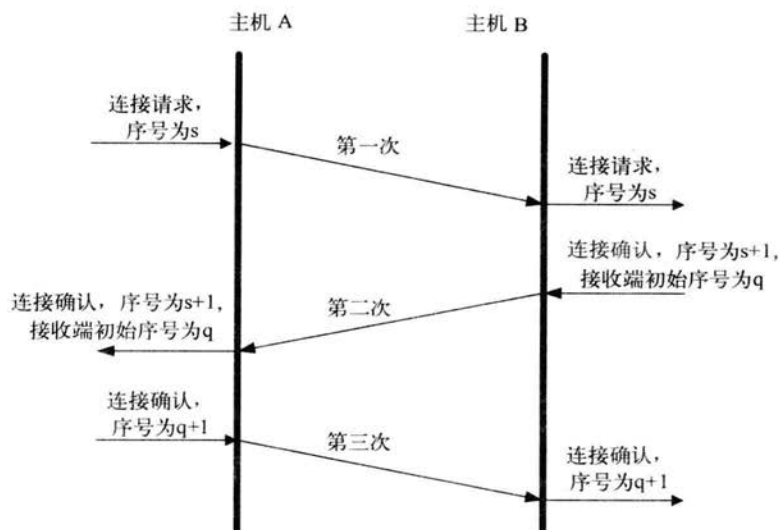 主机 A
主机 B
连接请求，
序号为s
第一次
连接请求，
序号为s
连接确认，序号为s+1，
接收端初始序号为q
连接确认，序号为s+1，
接收端初始序号为q
第二次
连接确认，
序号为q+1
第三次
连接确认，
序号为q+1